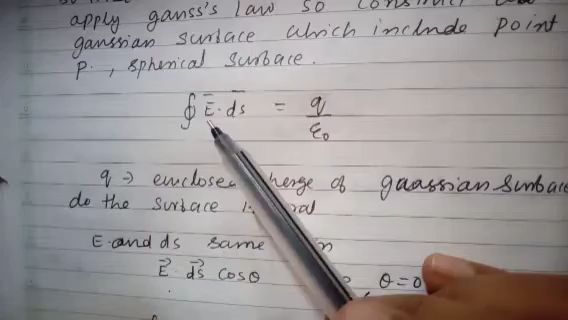 apply gauss's law so construct
gaussian surface which include point
p., spherical surface.
∮ E⃗. ds⃗ = q/ε₀
q → enclosed charge of gaussian surface
do the surface
E and ds same
E⃗ ds⃗ cosθ θ=0